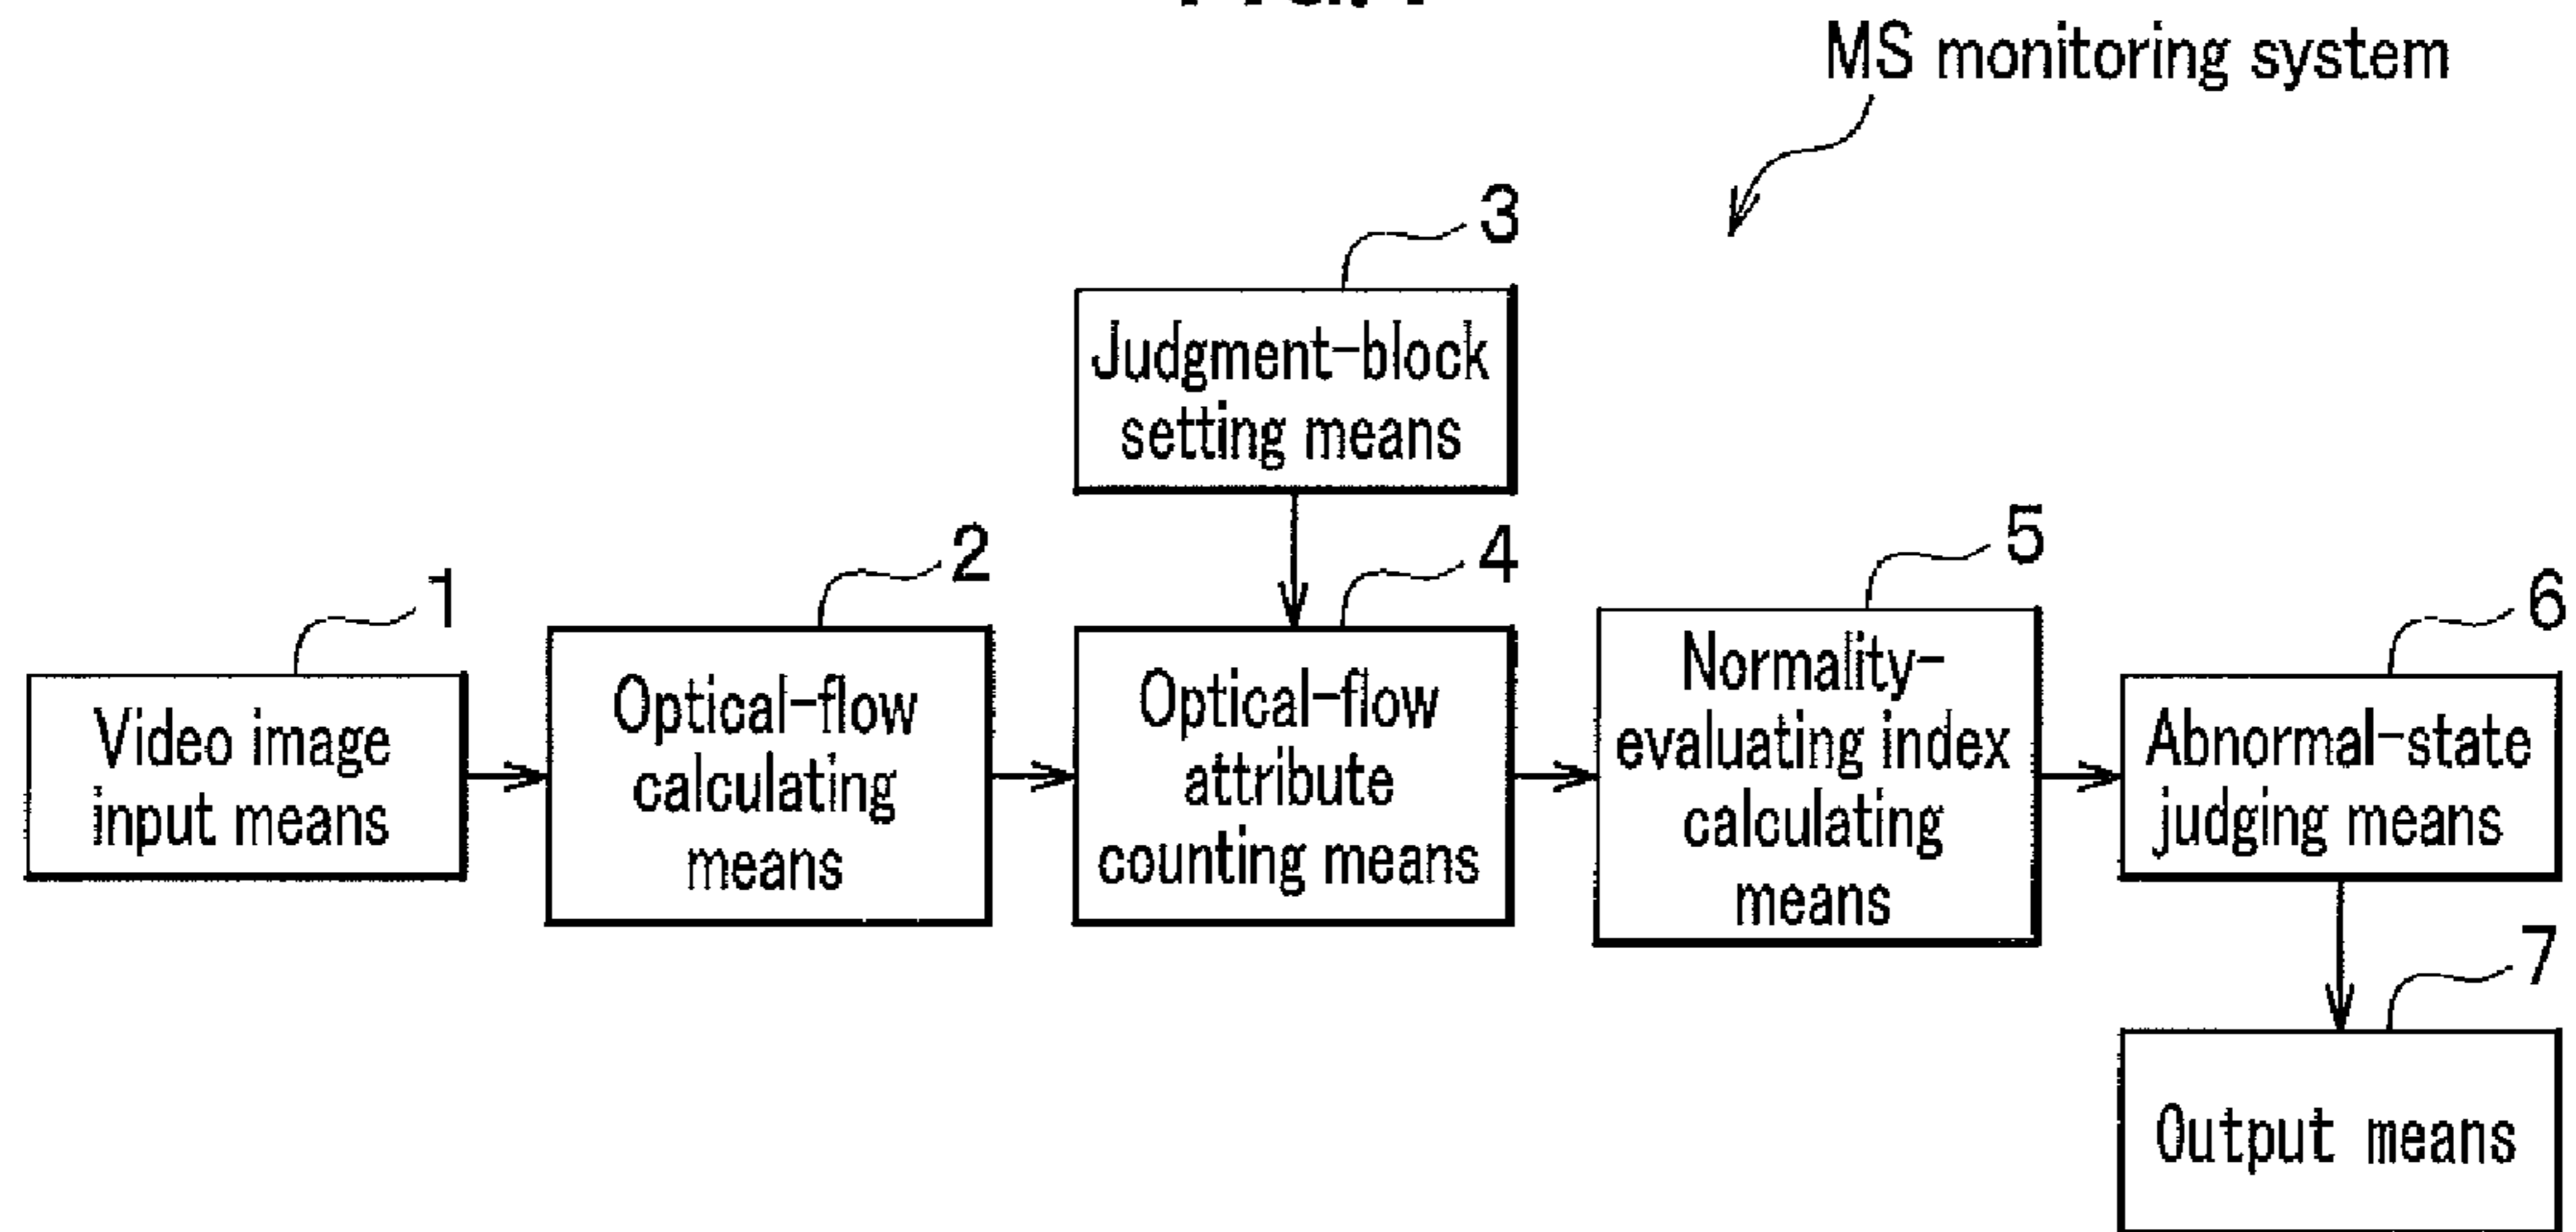 MS monitoring system
3
Judgment-block
setting means
1
Video image
input means
2
Optical-flow
calculating
means
4
Optical-flow
attribute
counting means
5
Normality-
evaluating index
calculating
means
6
Abnormal-state
judging means
7
Output means